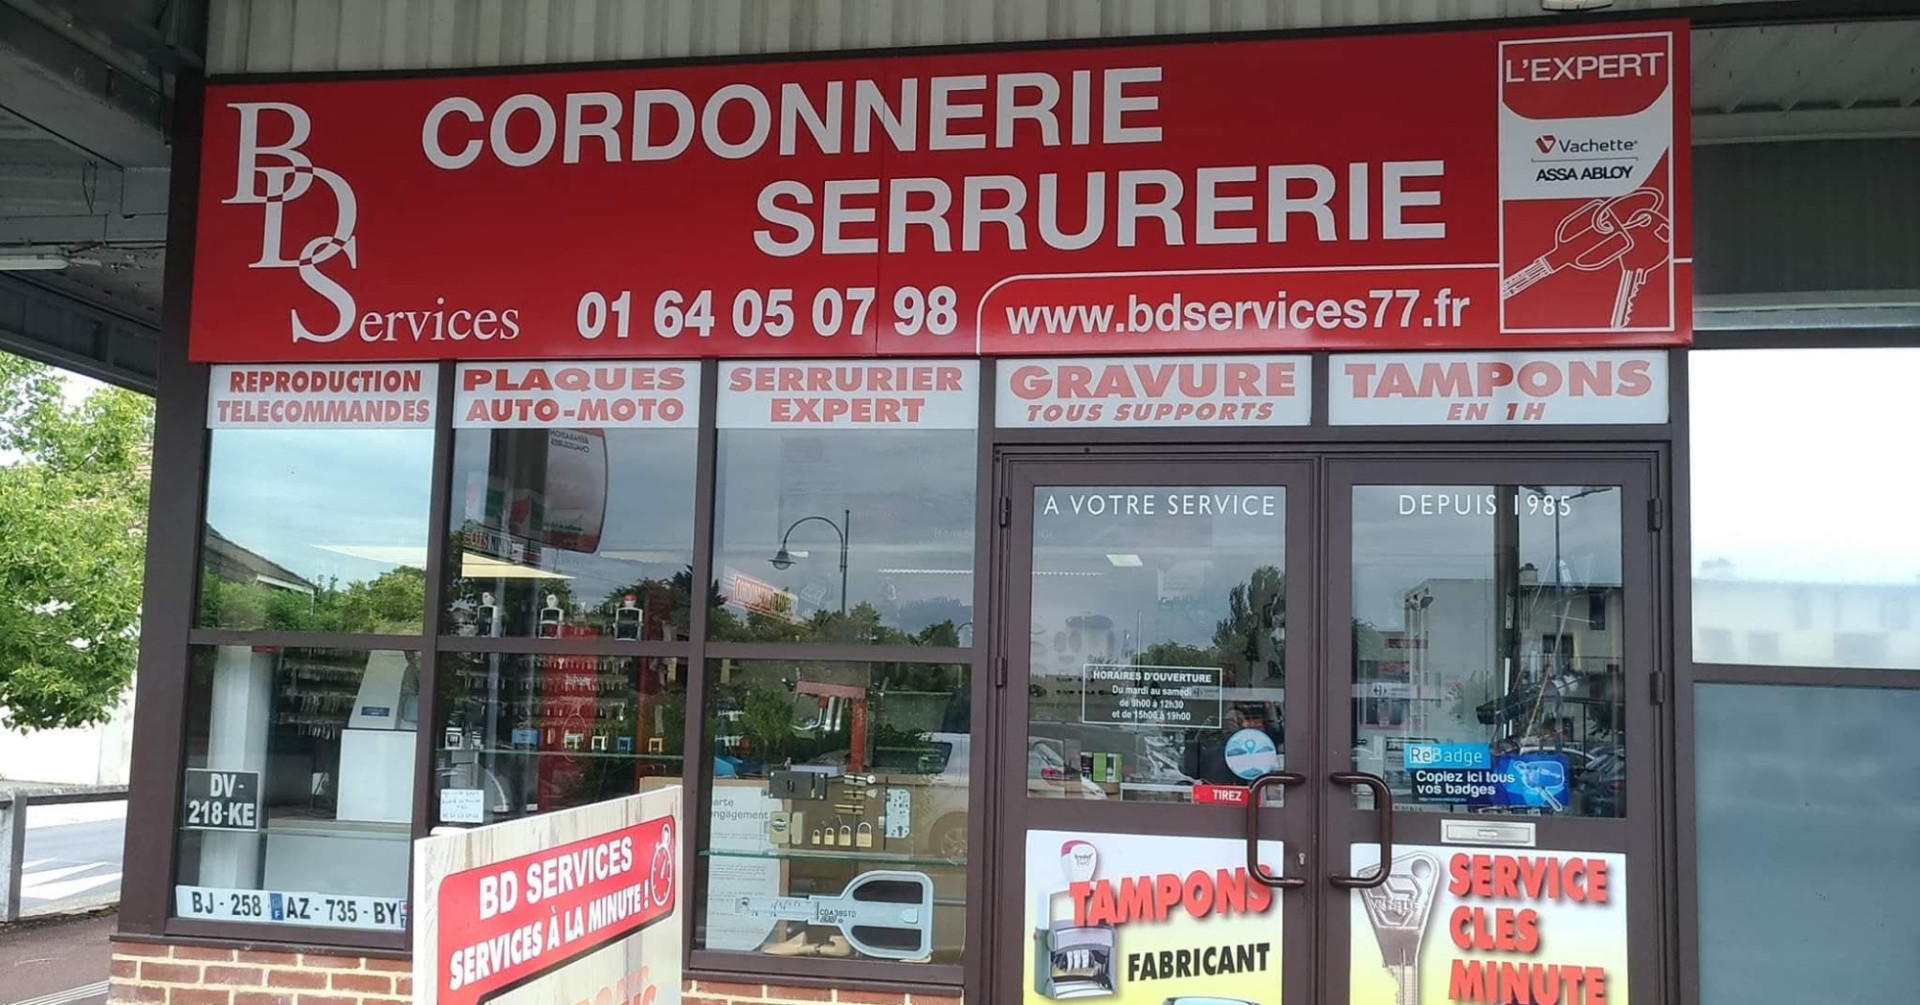 BDServices
CORDONNERIE
SERRURERIE
01 64 05 07 98
www.bdservices77.fr
L'EXPERT
Vachette
ASSA ABLOY
REPRODUCTION
TELECOMMANDES
PLAQUES
AUTO-MOTO
SERRURIER
EXPERT
GRAVURE
TOUS SUPPORTS
TAMPONS
EN 1H
A VOTRE SERVICE
DEPUIS 1985
HORAIRES D'OUVERTURE
Du mardi au samedi
de 9h00 à 12h30
et de 15h00 à 19h00
TIREZ
ReBadge
Copiez ici tous
vos badges
DV-
218-KE
BJ - 258
AZ - 735 - BY
BD SERVICES
SERVICES À LA MINUTE !
TAMPONS
FABRICANT
SERVICE
CLES
MINUTE